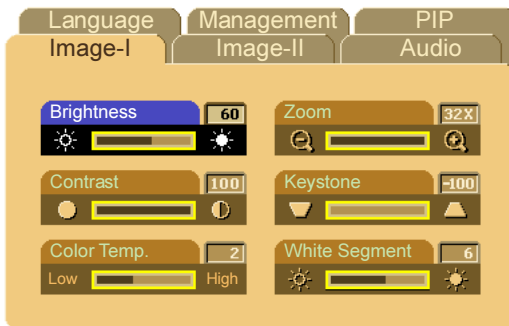 Language Management PIP
Image-I Image-II Audio
Brightness 60
Zoom 32X
Contrast 100
Keystone -100
Color Temp. 2
Low High
White Segment 6